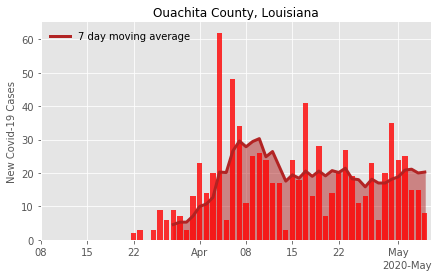 Ouachita County, Louisiana
7 day moving average
New Covid-19 Cases
60
50
40
30
20
10
0
08 15 22 Apr 08 15 22 May
2020-May